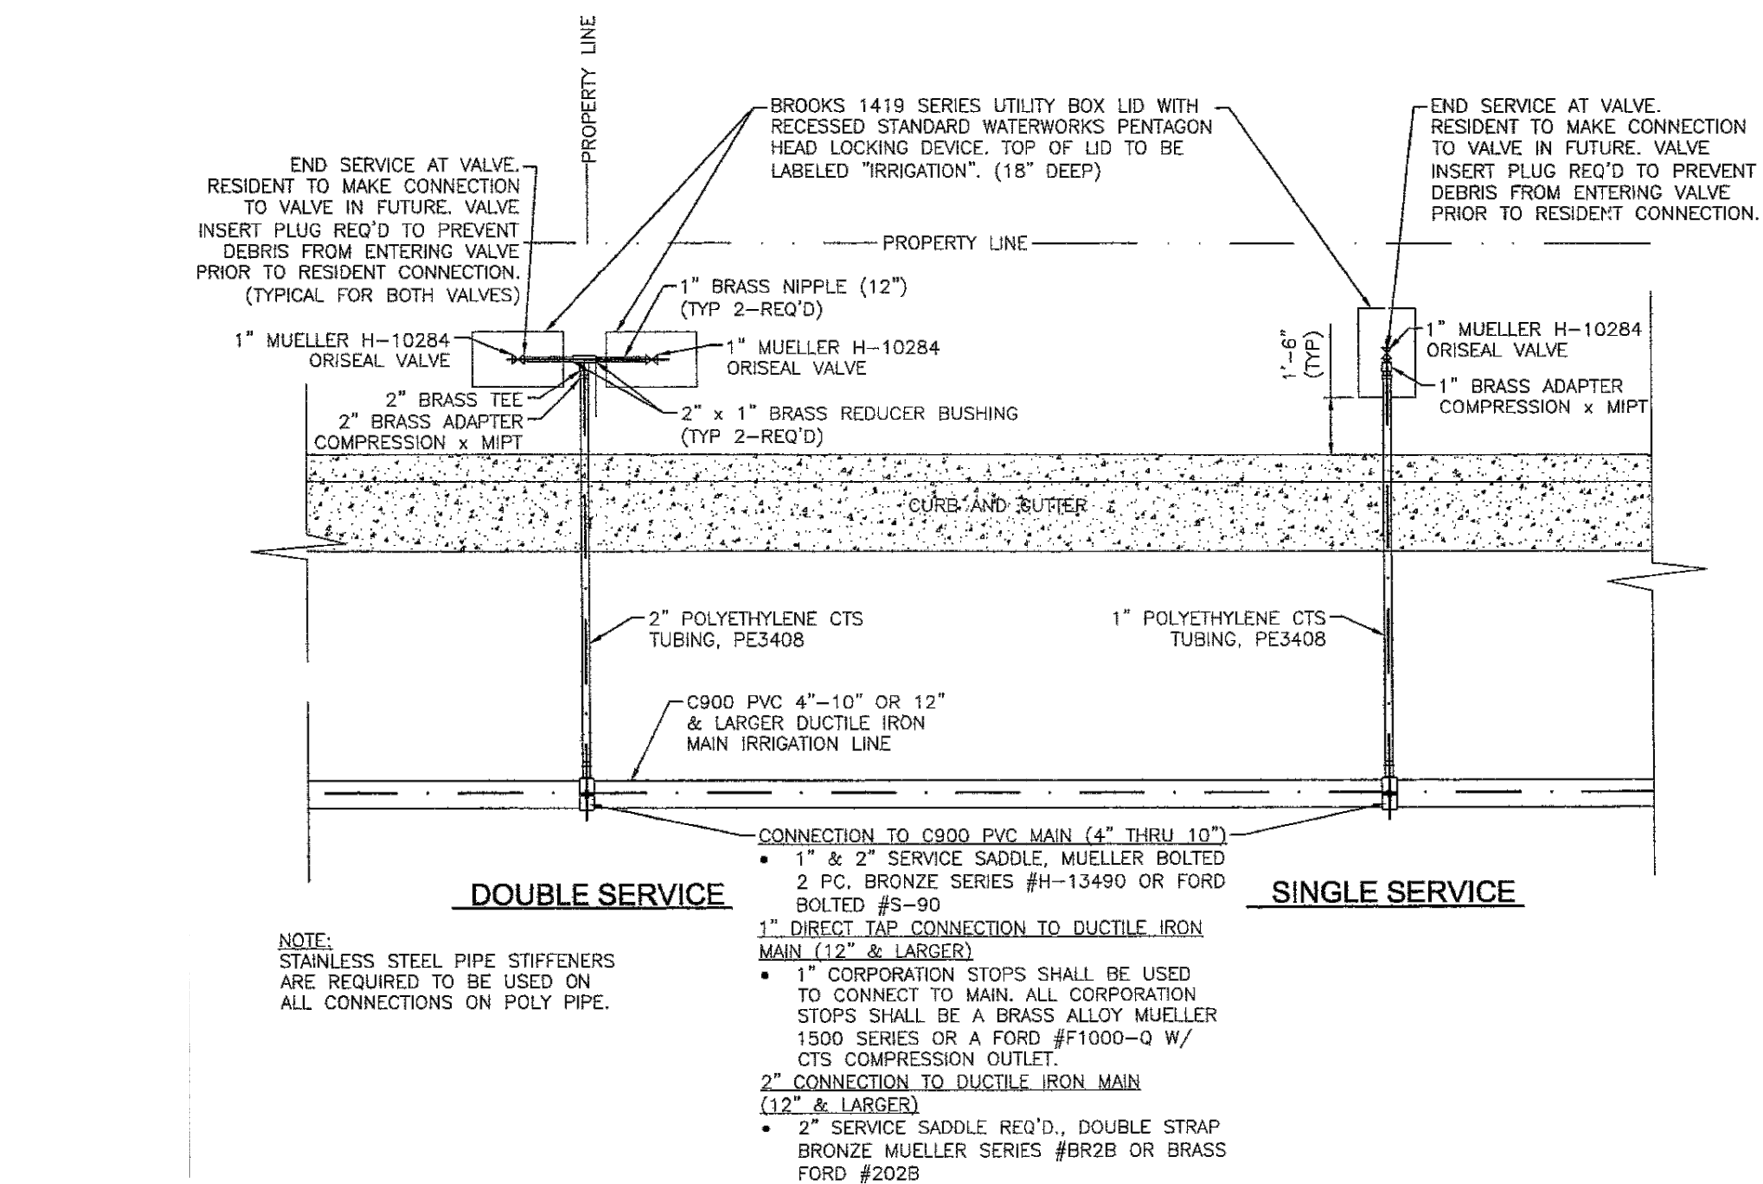 PROPERTY LINE
BROOKS 1419 SERIES UTILITY BOX LID WITH
RECESSED STANDARD WATERWORKS PENTAGON
HEAD LOCKING DEVICE. TOP OF LID TO BE
LABELED "IRRIGATION". (18" DEEP)
END SERVICE AT VALVE.
RESIDENT TO MAKE CONNECTION
TO VALVE IN FUTURE. VALVE
INSERT PLUG REQ'D TO PREVENT
DEBRIS FROM ENTERING VALVE
PRIOR TO RESIDENT CONNECTION.
END SERVICE AT VALVE.
RESIDENT TO MAKE CONNECTION
TO VALVE IN FUTURE. VALVE
INSERT PLUG REQ'D TO PREVENT
DEBRIS FROM ENTERING VALVE
PRIOR TO RESIDENT CONNECTION.
(TYPICAL FOR BOTH VALVES)
PROPERTY LINE
1" BRASS NIPPLE (12")
(TYP 2-REQ'D)
1" MUELLER H-10284
ORISEAL VALVE
1" MUELLER H-10284
ORISEAL VALVE
1'-6"
(TYP)
1" MUELLER H-10284
ORISEAL VALVE
2" BRASS TEE
2" BRASS ADAPTER
COMPRESSION x MIPT
2" x 1" BRASS REDUCER BUSHING
(TYP 2-REQ'D)
1" BRASS ADAPTER
COMPRESSION x MIPT
CURB AND GUTTER
2" POLYETHYLENE CTS
TUBING, PE3408
1" POLYETHYLENE CTS
TUBING, PE3408
C900 PVC 4"-10" OR 12"
& LARGER DUCTILE IRON
MAIN IRRIGATION LINE
CONNECTION TO C900 PVC MAIN (4" THRU 10")
• 1" & 2" SERVICE SADDLE, MUELLER BOLTED
2 PC. BRONZE SERIES #H-13490 OR FORD
BOLTED #S-90
1" DIRECT TAP CONNECTION TO DUCTILE IRON
MAIN (12" & LARGER)
• 1" CORPORATION STOPS SHALL BE USED
TO CONNECT TO MAIN. ALL CORPORATION
STOPS SHALL BE A BRASS ALLOY MUELLER
1500 SERIES OR A FORD #F1000-Q W/
CTS COMPRESSION OUTLET.
2" CONNECTION TO DUCTILE IRON MAIN
(12" & LARGER)
• 2" SERVICE SADDLE REQ'D., DOUBLE STRAP
BRONZE MUELLER SERIES #BR2B OR BRASS
FORD #202B
DOUBLE SERVICE
SINGLE SERVICE
NOTE:
STAINLESS STEEL PIPE STIFFENERS
ARE REQUIRED TO BE USED ON
ALL CONNECTIONS ON POLY PIPE.